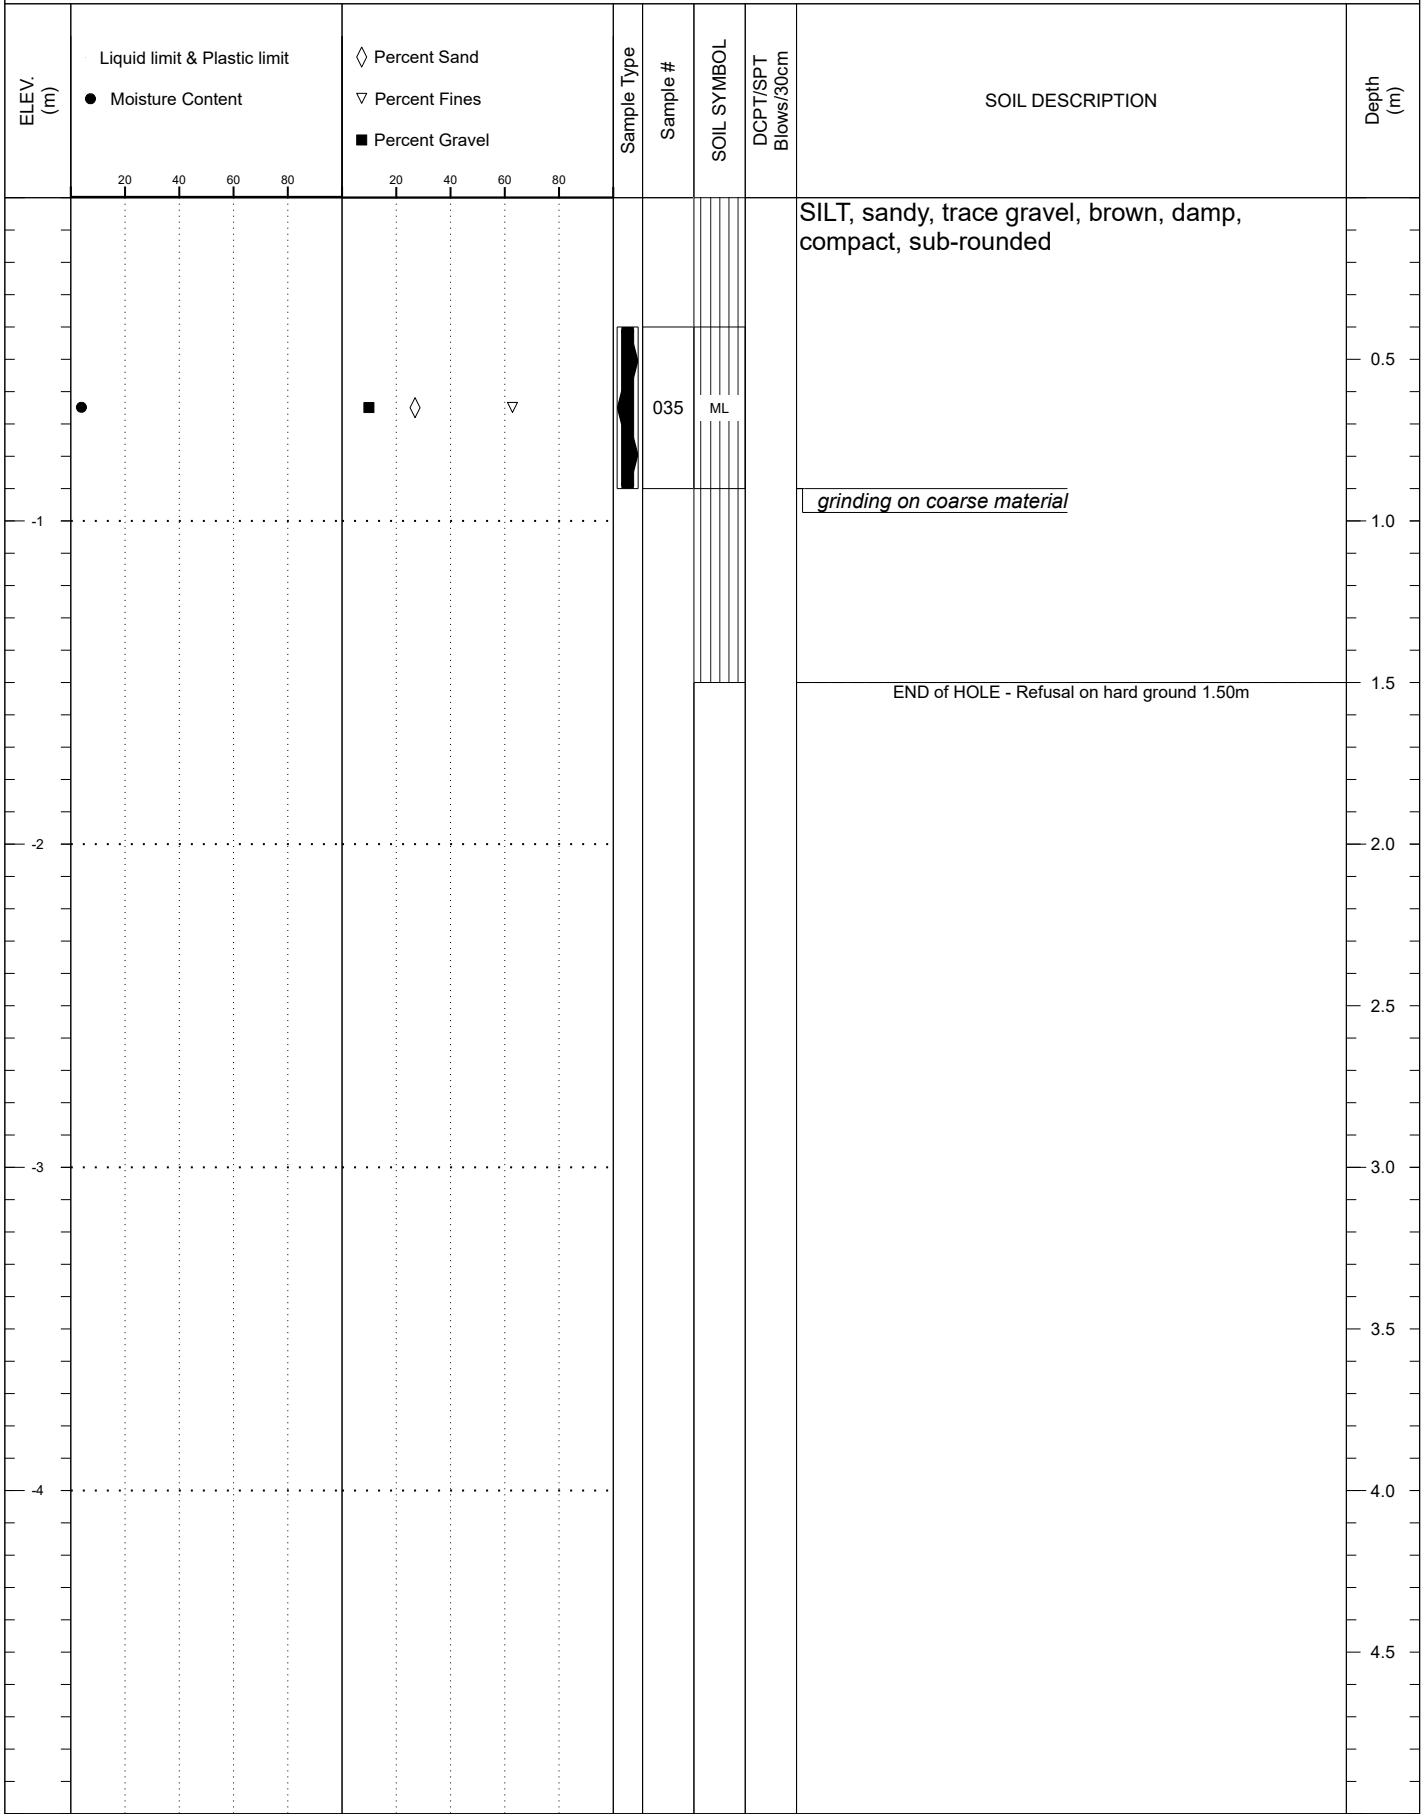 ELEV.
(m)
Liquid limit & Plastic limit
Moisture Content
20 40 60 80
Percent Sand
Percent Fines
Percent Gravel
20 40 60 80
Sample Type
Sample #
SOIL SYMBOL
DCPT/SPT
Blows/30cm
SOIL DESCRIPTION
Depth
(m)
SILT, sandy, trace gravel, brown, damp,
compact, sub-rounded
0.5
035 ML
grinding on coarse material
-1 1.0
1.5
END of HOLE - Refusal on hard ground 1.50m
-2 2.0
2.5
-3 3.0
3.5
-4 4.0
4.5